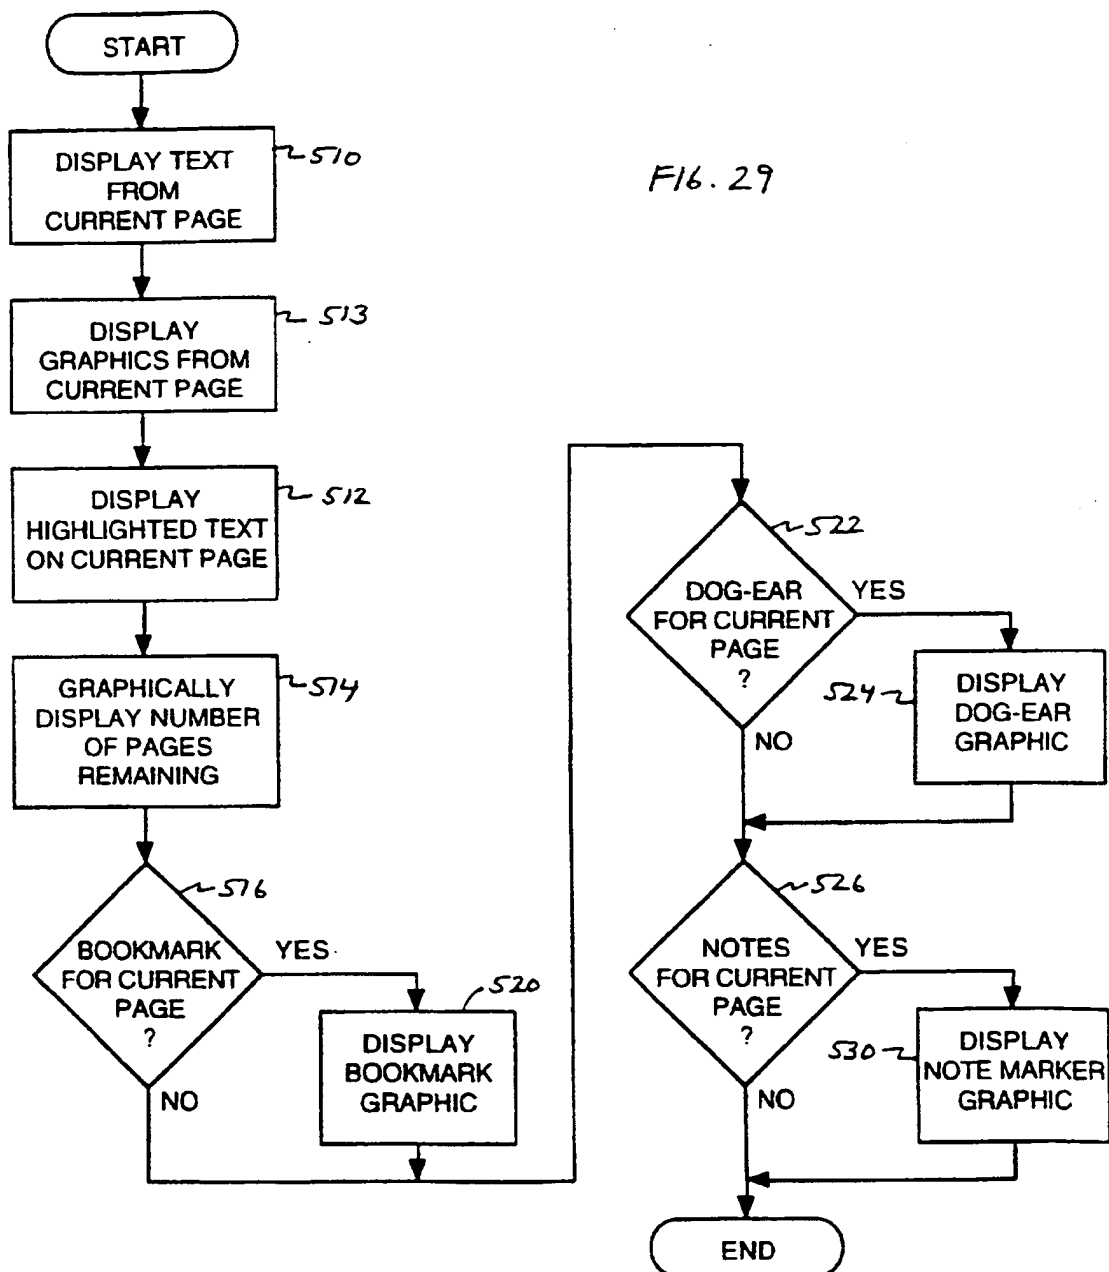 START
DISPLAY TEXT
FROM
CURRENT PAGE
510
FIG. 29
DISPLAY
GRAPHICS FROM
CURRENT PAGE
513
DISPLAY
HIGHLIGHTED TEXT
ON CURRENT PAGE
512
GRAPHICALLY
DISPLAY NUMBER
OF PAGES
REMAINING
514
BOOKMARK
FOR CURRENT
PAGE
?
516
YES
NO
DISPLAY
BOOKMARK
GRAPHIC
520
DOG-EAR
FOR CURRENT
PAGE
?
522
YES
NO
DISPLAY
DOG-EAR
GRAPHIC
524
NOTES
FOR CURRENT
PAGE
?
526
YES
NO
DISPLAY
NOTE MARKER
GRAPHIC
530
END